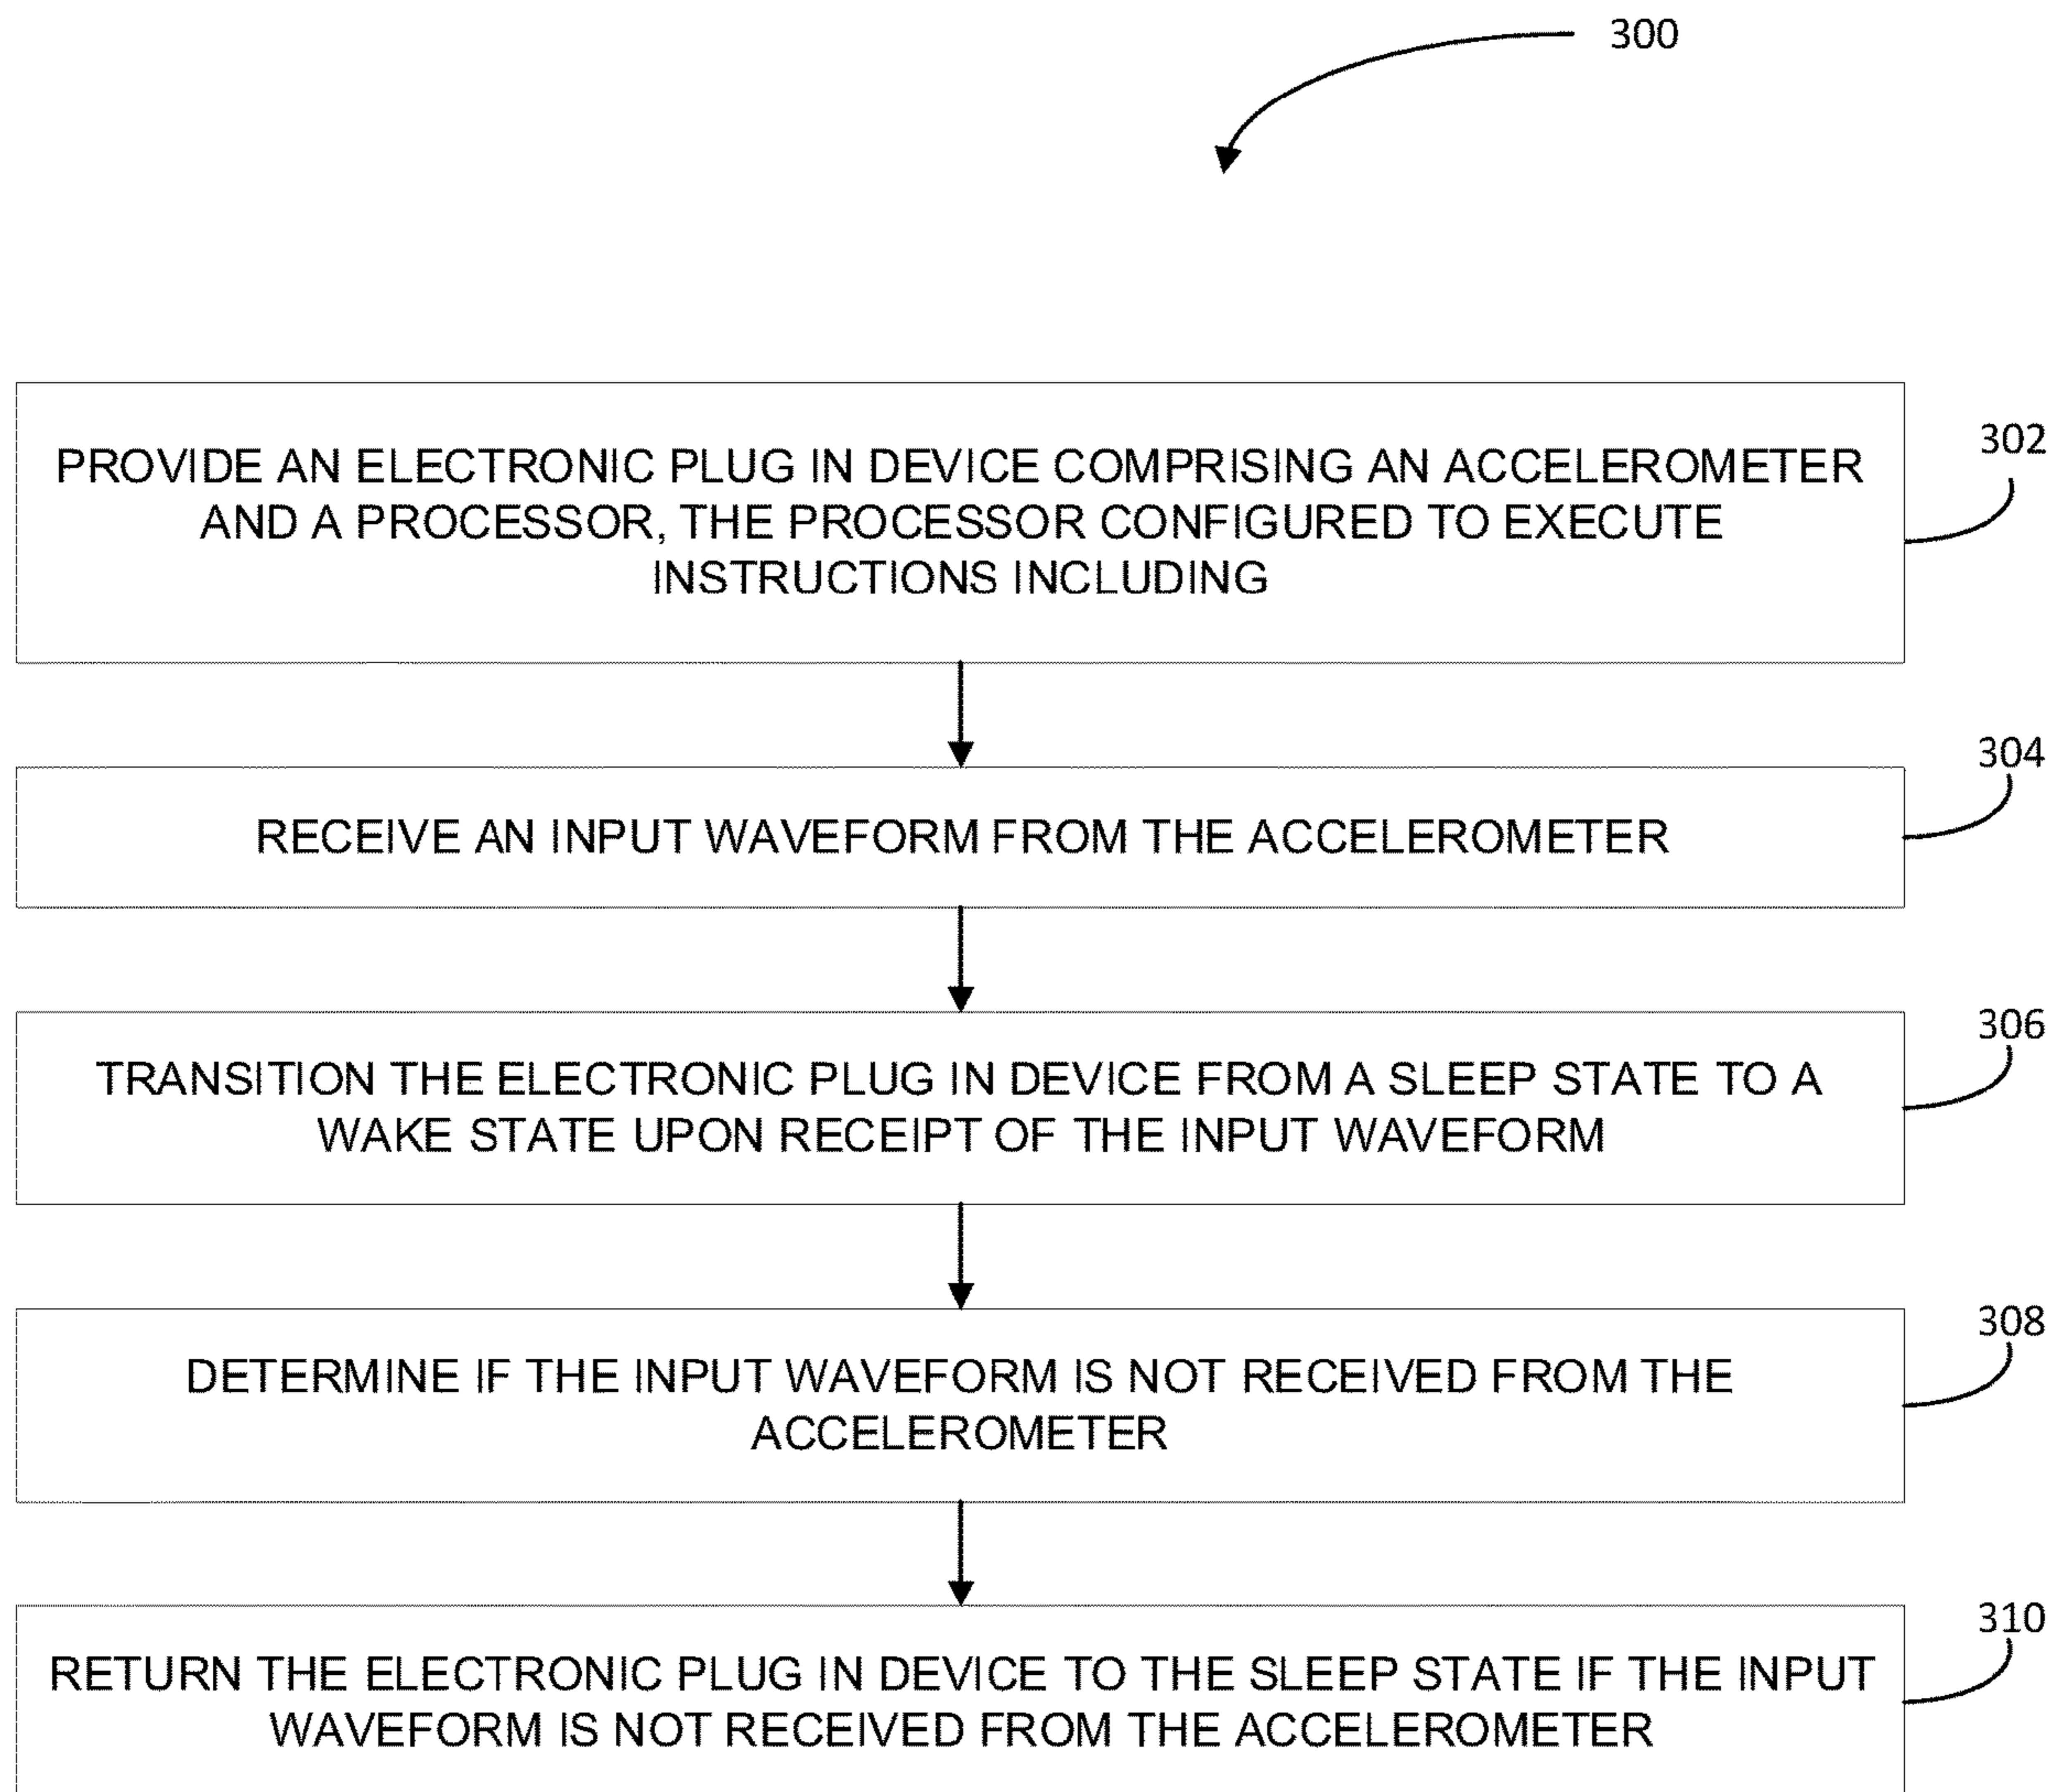 300
PROVIDE AN ELECTRONIC PLUG IN DEVICE COMPRISING AN ACCELEROMETER
AND A PROCESSOR, THE PROCESSOR CONFIGURED TO EXECUTE
INSTRUCTIONS INCLUDING
302
RECEIVE AN INPUT WAVEFORM FROM THE ACCELEROMETER
304
TRANSITION THE ELECTRONIC PLUG IN DEVICE FROM A SLEEP STATE TO A
WAKE STATE UPON RECEIPT OF THE INPUT WAVEFORM
306
DETERMINE IF THE INPUT WAVEFORM IS NOT RECEIVED FROM THE
ACCELEROMETER
308
RETURN THE ELECTRONIC PLUG IN DEVICE TO THE SLEEP STATE IF THE INPUT
WAVEFORM IS NOT RECEIVED FROM THE ACCELEROMETER
310